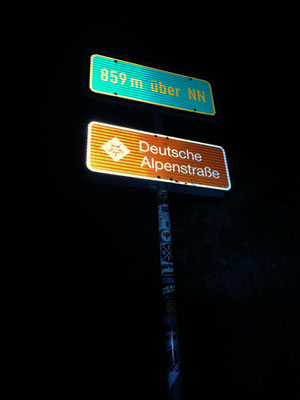 859 m über NN
Deutsche
Alpenstraße